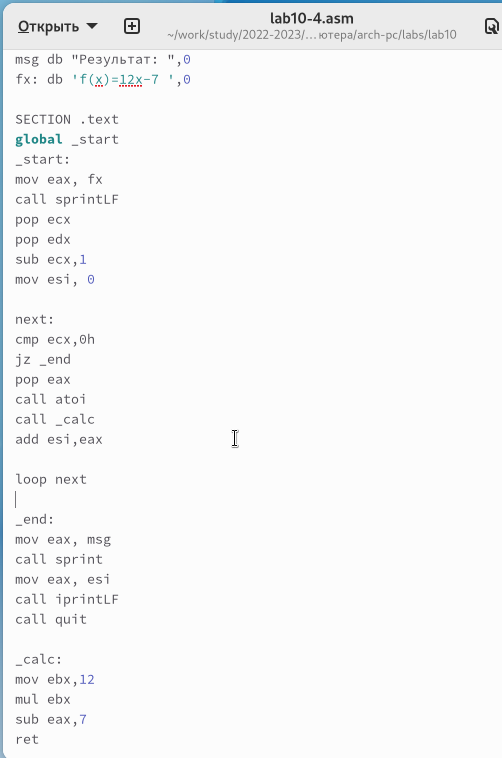 Открыть
lab10-4.asm
~/work/study/2022-2023/… ютера/arch-pc/labs/lab10
msg db "Результат: ",0
fx: db 'f(x)=12x-7 ',0
SECTION .text
global _start
_start:
mov eax, fx
call sprintLF
pop ecx
pop edx
sub ecx,1
mov esi, 0
next:
cmp ecx,0h
jz _end
pop eax
call atoi
call _calc
add esi,eax
loop next
_end:
mov eax, msg
call sprint
mov eax, esi
call iprintLF
call quit
_calc:
mov ebx,12
mul ebx
sub eax,7
ret